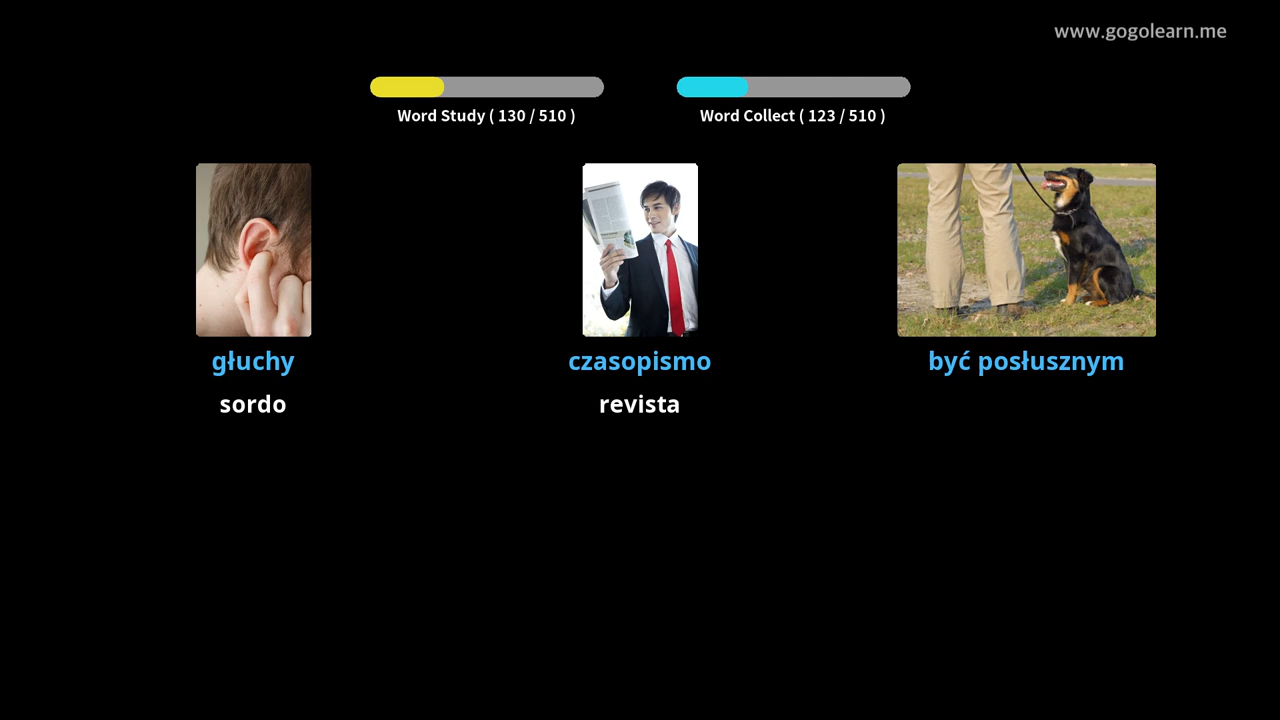 www.gogolearn.me
Word Study ( 130 / 510 )
Word Collect ( 123 / 510 )
głuchy
czasopismo
być posłusznym
sordo
revista